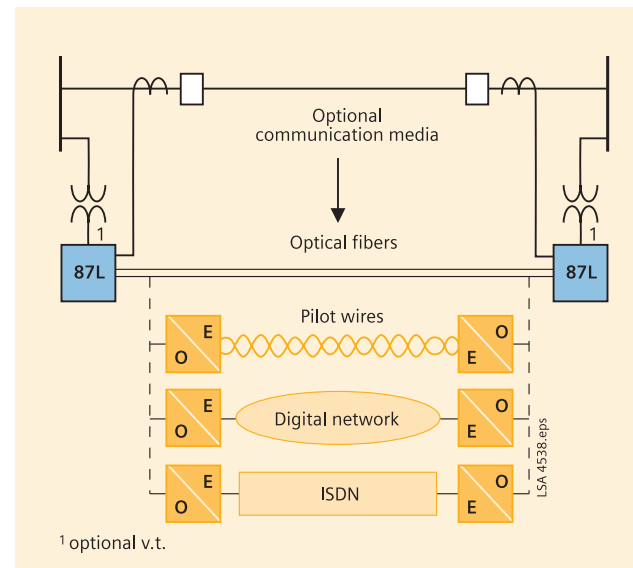 Optional
communication media
Optical fibers
1
1
87L
87L
Pilot wires
E
O
O
E
Digital network
E
O
O
E
ISDN
E
O
O
E
LSA 4538.eps
1 optional v.t.